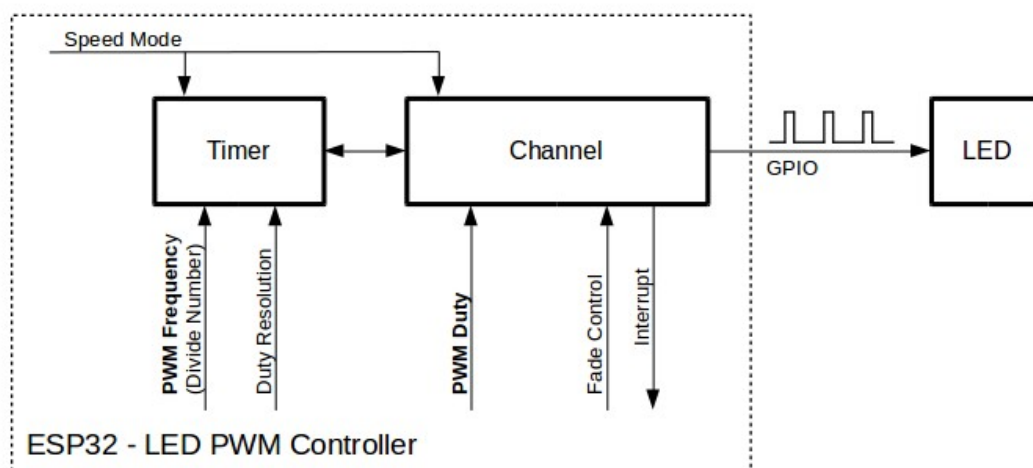 Speed Mode
Timer
Channel
LED
GPIO
PWM Frequency
(Divide Number)
Duty Resolution
PWM Duty
Fade Control
Interrupt
ESP32 - LED PWM Controller